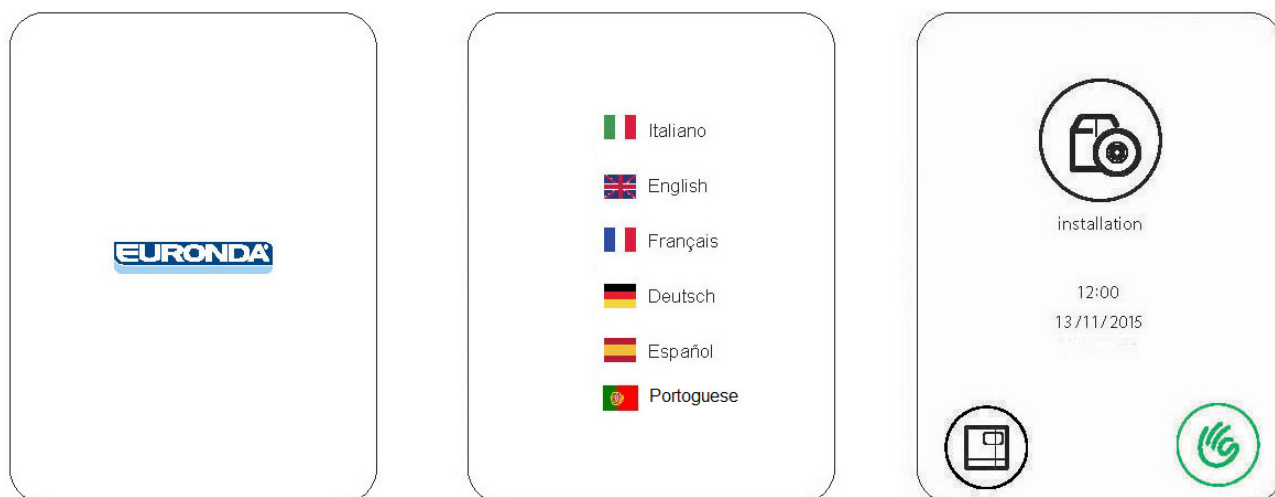 EURONDA
Italiano
English
Français
Deutsch
Español
Portoguese
installation
12:00
13/11/2015